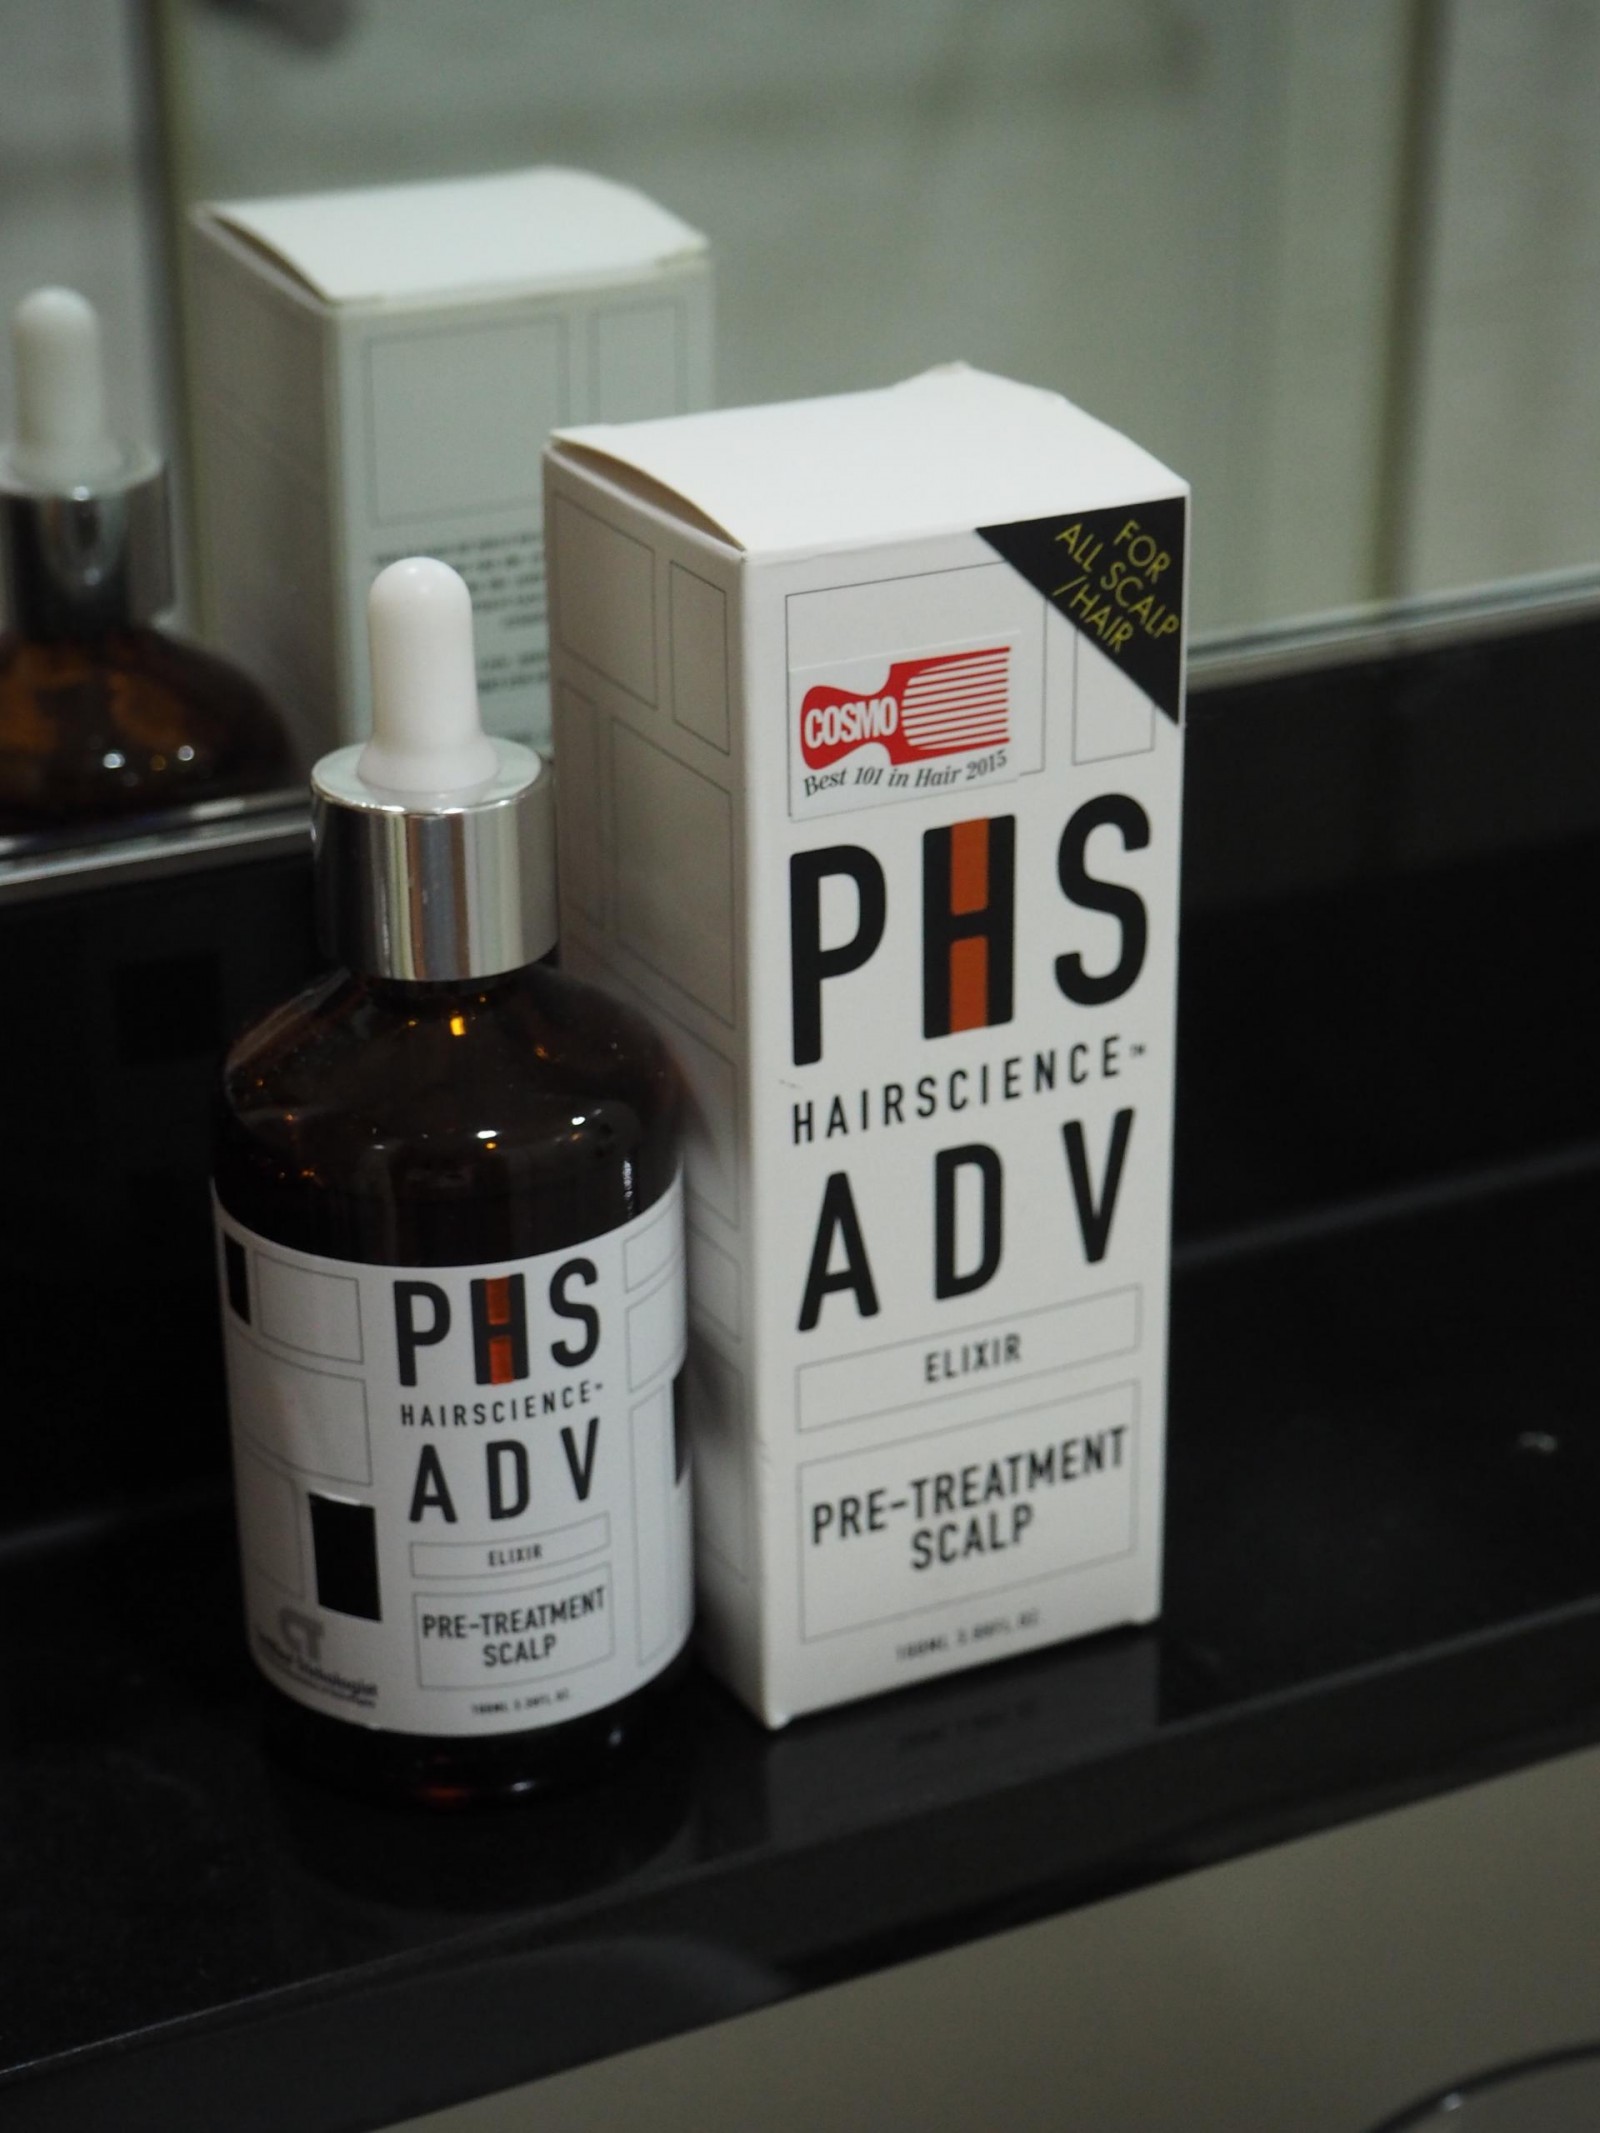 FOR
ALL SCALP
/HAIR
COSMO
Best 101 in Hair 2015
PHS
HAIRSCIENCE™
ADV
ELIXIR
PRE-TREATMENT
SCALP
PHS
HAIRSCIENCE™
ADV
ELIXIR
PRE-TREATMENT
SCALP